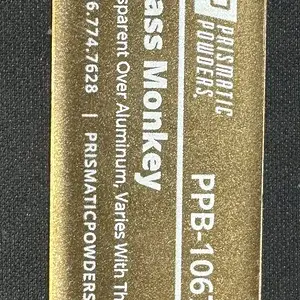 PRISMATIC
POWDERS
PPB-106
ass Monkey
sparent Over Aluminum, Varies With Th
6.774.7628 | PRISMATICPOWDERS